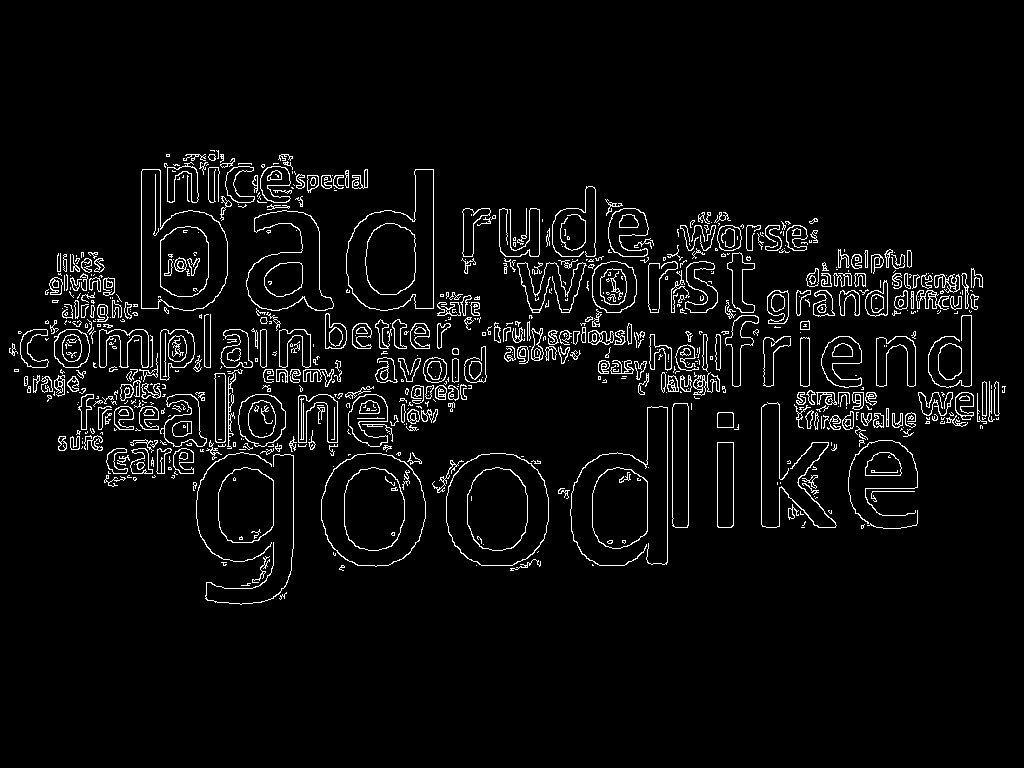 nice special
bad rude worse
likes joy worst helpful
giving damn strength
alright safe grand difficult
complain better truly seriously friend
agony hell
rage enemy avoid easy laugh
piss great strange well
free alone low tired value
sure
care like
good